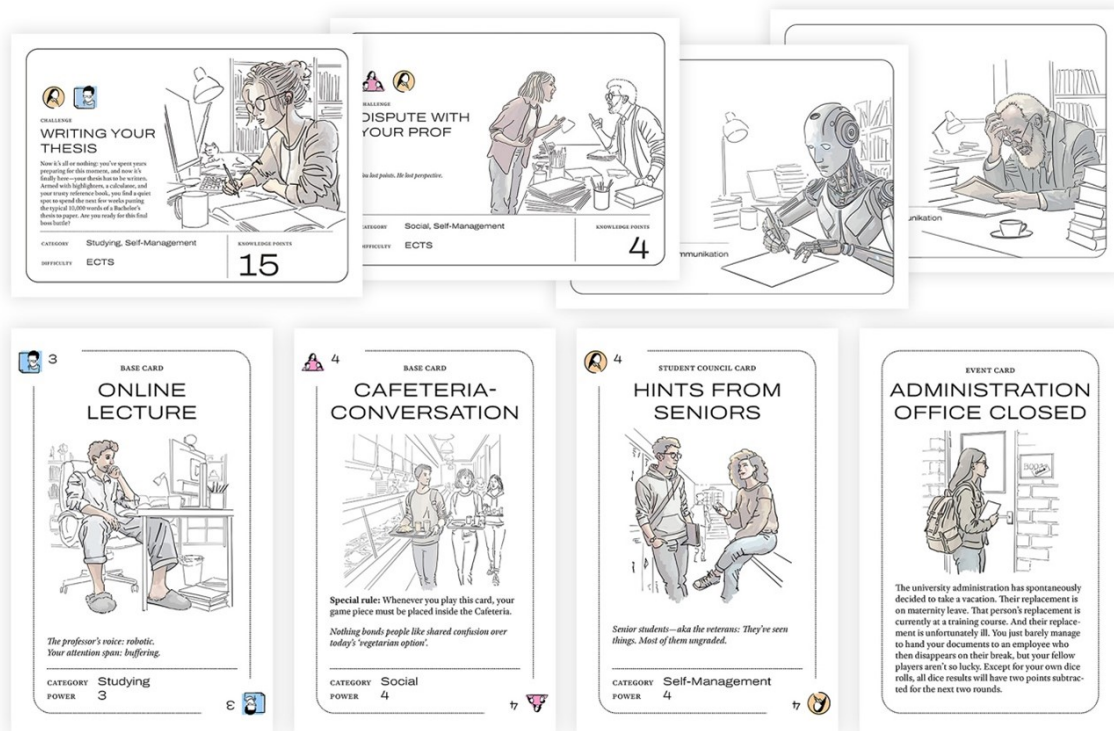 CHALLENGE
WRITING YOUR
THESIS
Now it's all or nothing: you've spent years
preparing for this moment, and now it's
finally here—your thesis has to be written.
Armed with highlighters, a calculator, and
your trusty reference book, you find a quiet
spot to spend the next few weeks putting
the typical 10,000 words of a Bachelor's
thesis to paper. Are you ready for this final
boss battle?
CATEGORY Studying, Self-Management
DIFFICULTY ECTS
KNOWLEDGE POINTS
15
HALLENGE
DISPUTE WITH
YOUR PROF
ou lost points. He lost perspective.
ATEGORY Social, Self-Management
IFFICULTY ECTS
KNOWLEDGE POINTS
4
mmunikation
unikation
3
BASE CARD
ONLINE
LECTURE
The professor's voice: robotic.
Your attention span: buffering.
CATEGORY Studying
POWER 3
3
4
BASE CARD
CAFETERIA-
CONVERSATION
Special rule: Whenever you play this card, your
game piece must be placed inside the Cafeteria.
Nothing bonds people like shared confusion over
today's 'vegetarian option'.
CATEGORY Social
POWER 4
4
4
STUDENT COUNCIL CARD
HINTS FROM
SENIORS
Senior students—aka the veterans: They've seen
things. Most of them ungraded.
CATEGORY Self-Management
POWER 4
4
EVENT CARD
ADMINISTRATION
OFFICE CLOSED
The university administration has spontaneously
decided to take a vacation. Their replacement is
on maternity leave. That person's replacement is
currently at a training course. And their replace-
ment is unfortunately ill. You just barely manage
to hand your documents to an employee who
then disappears on their break, but your fellow
players aren't so lucky. Except for your own dice
rolls, all dice results will have two points subtrac-
ted for the next two rounds.